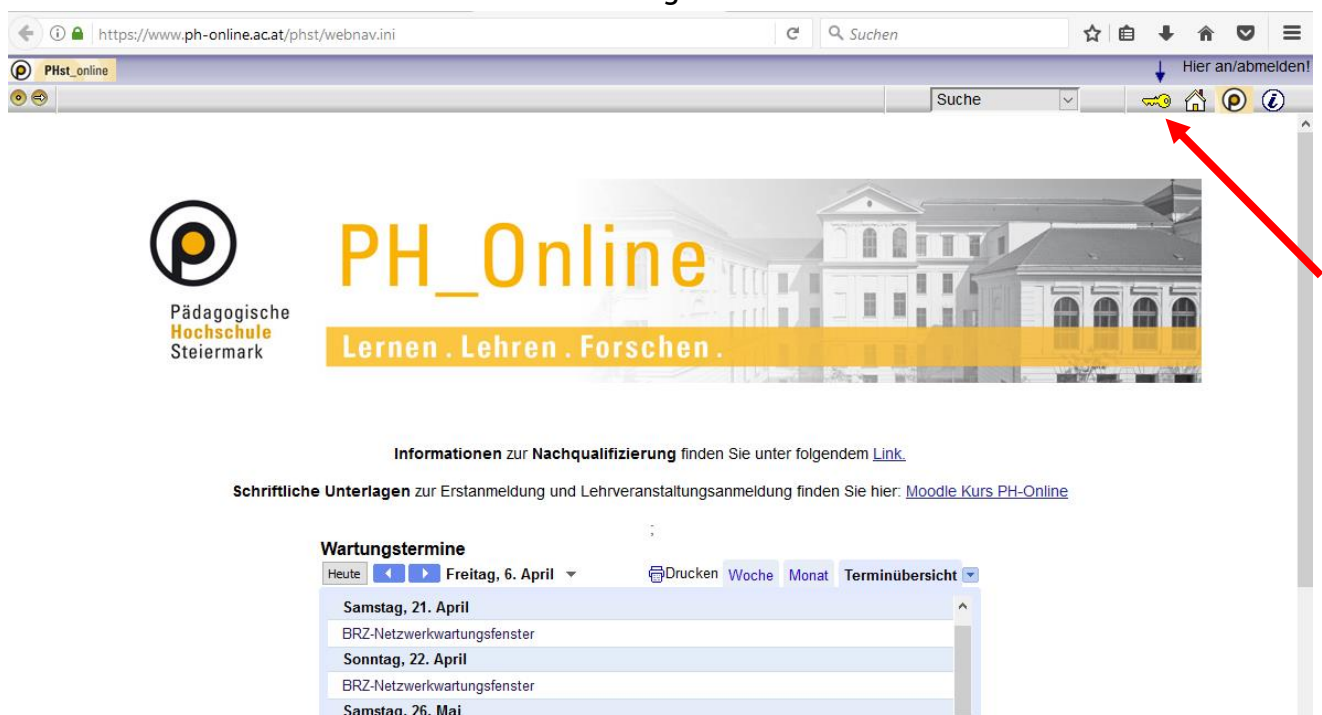 https://www.ph-online.ac.at/phst/webnav.ini
Suchen
PHst_online
Hier an/abmelden!
Suche
PH_Online
Pädagogische
Hochschule
Steiermark
Lernen . Lehren . Forschen .
Informationen zur Nachqualifizierung finden Sie unter folgendem Link.
Schriftliche Unterlagen zur Erstanmeldung und Lehrveranstaltungsanmeldung finden Sie hier: Moodle Kurs PH-Online
;
Wartungstermine
Heute Freitag, 6. April Drucken Woche Monat Terminübersicht
Samstag, 21. April
BRZ-Netzwerkwartungsfenster
Sonntag, 22. April
BRZ-Netzwerkwartungsfenster
Samstag, 26. Mai